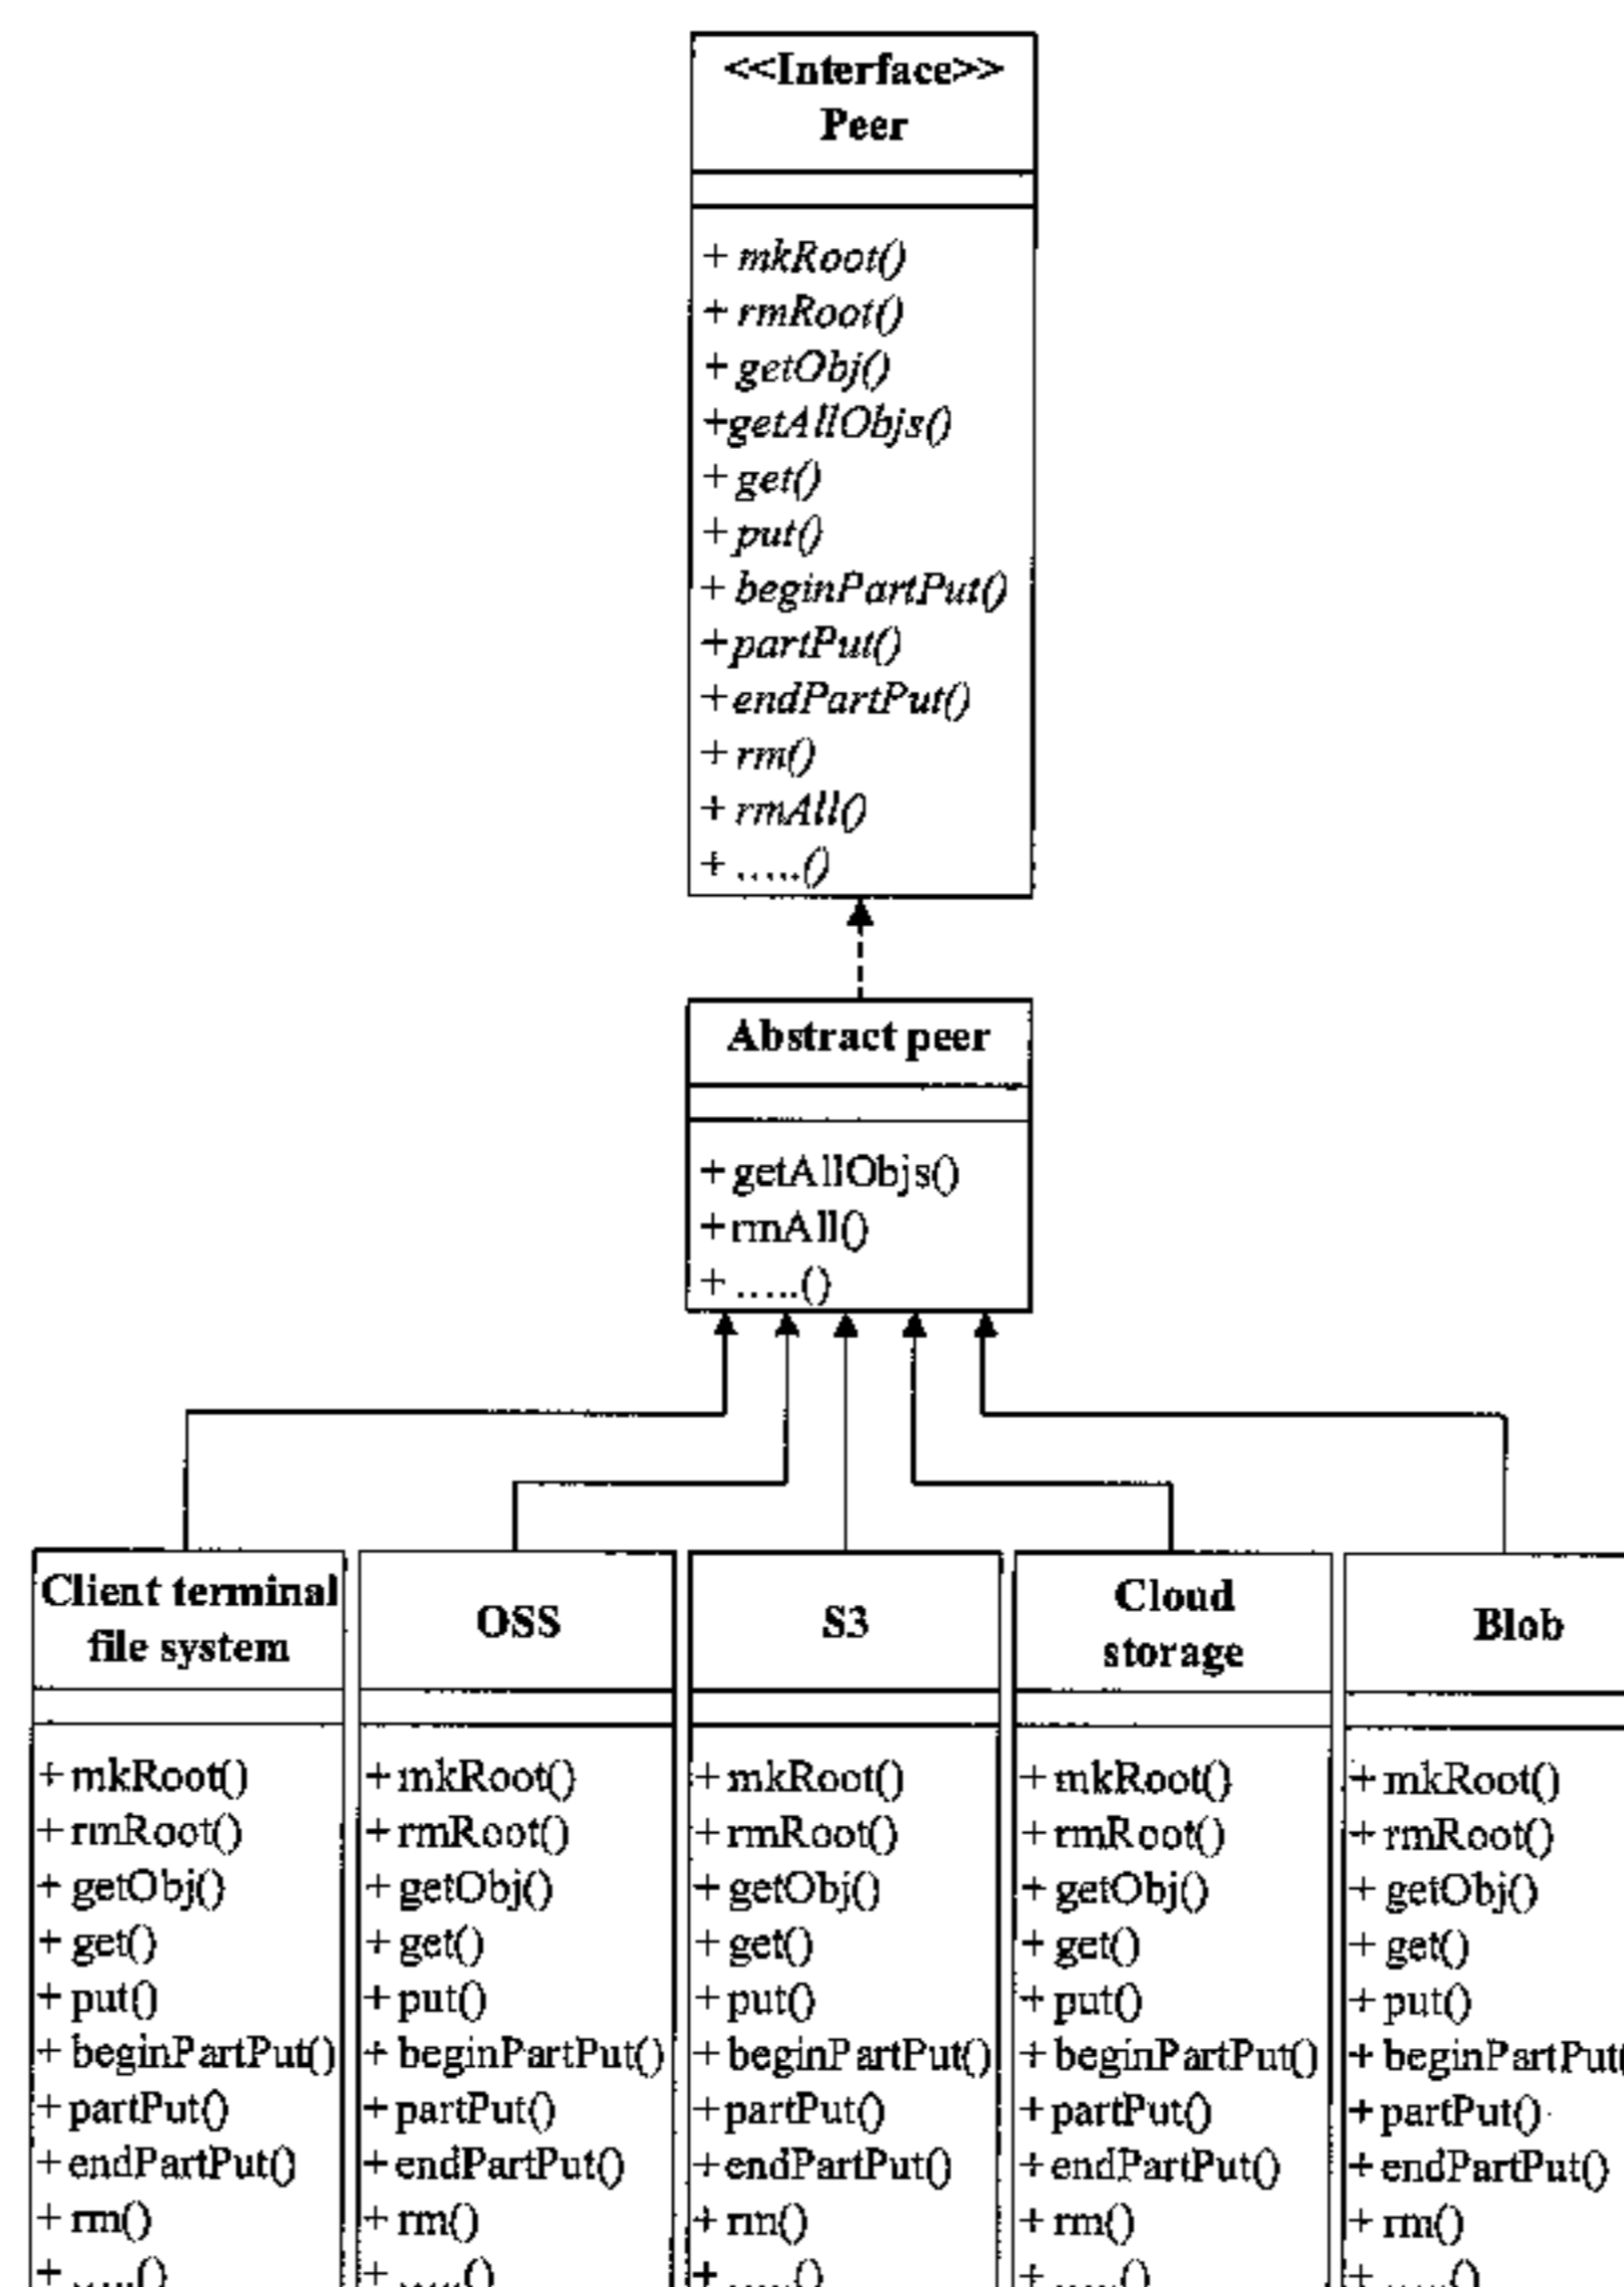 <<Interface>>
Peer
+ mkRoot()
+ rmRoot()
+ getObj()
+getAllObjs()
+ get()
+ put()
+ beginPartPut()
+partPut()
+endPartPut()
+ rm()
+ rmAll()
+ .....()
Abstract peer
+getAllObjs()
+rmAll()
+ .....()
Client terminal
file system
+ mkRoot()
+ rmRoot()
+ getObj()
+ get()
+ put()
+ beginPartPut()
+ partPut()
+endPartPut()
+ rm()
+ .....()
OSS
+ mkRoot()
+ rmRoot()
+ getObj()
+ get()
+ put()
+ beginPartPut()
+ partPut()
+endPartPut()
+ rm()
+ .....()
S3
+ mkRoot()
+ rmRoot()
+ getObj()
+ get()
+ put()
+ beginPartPut()
+partPut()
+endPartPut()
+ rm()
+ .....()
Cloud
storage
+ mkRoot()
+ rmRoot()
+ getObj()
+ get()
+ put()
+ beginPartPut()
+ partPut()
+endPartPut()
+ rm()
+ .....()
Blob
+ mkRoot()
+ rmRoot()
+ getObj()
+ get()
+ put()
+ beginPartPut(
+ partPut()
+ endPartPut()
+ rm()
+ .....()